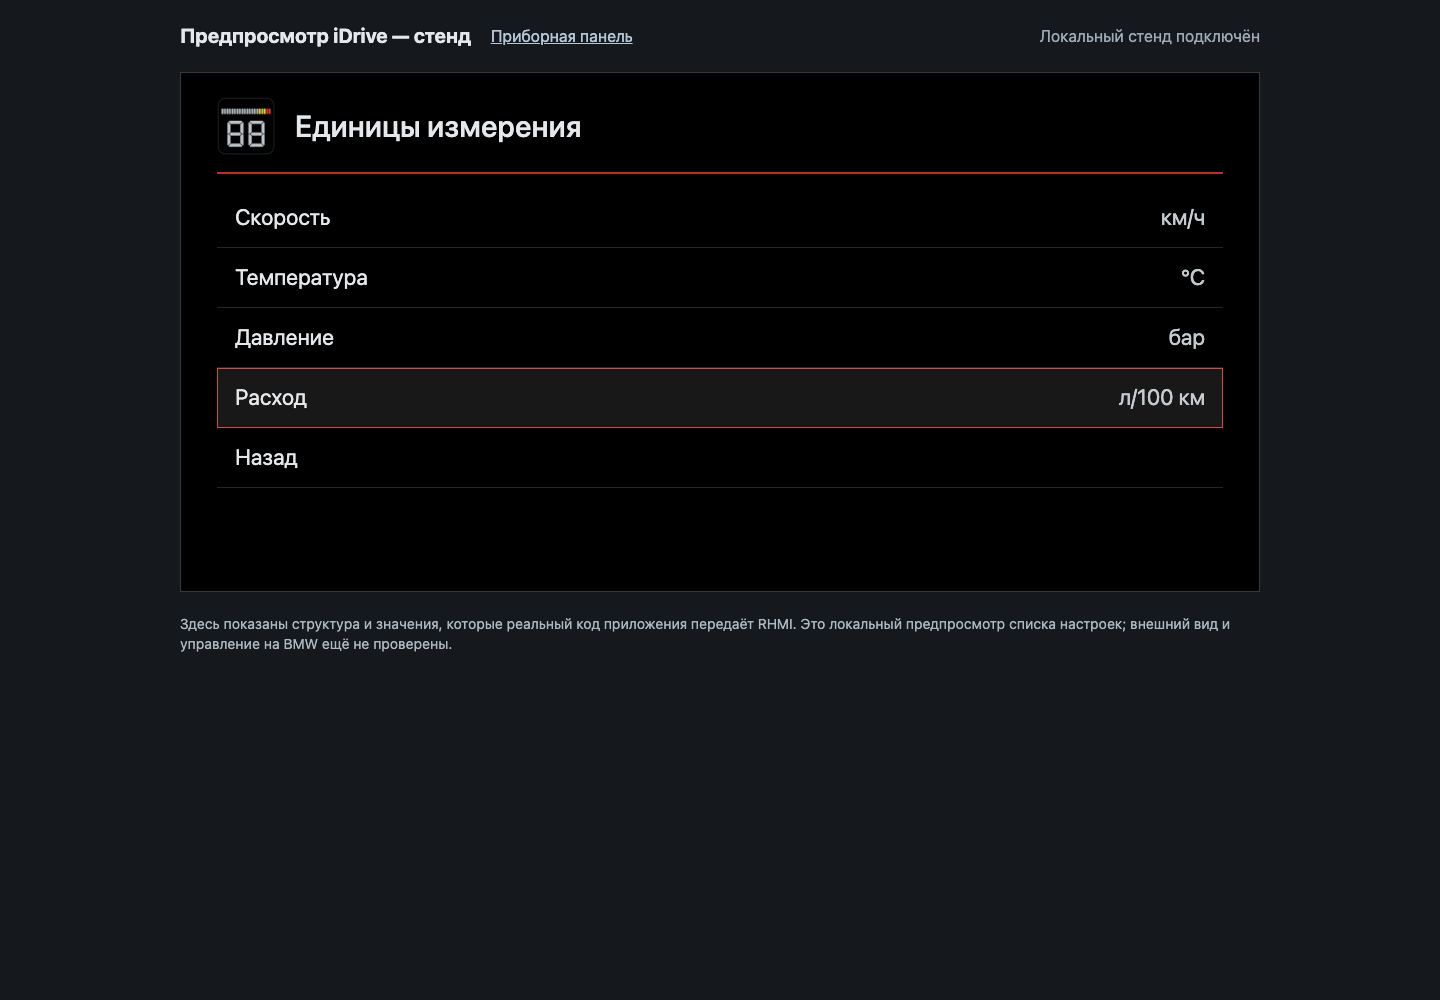 Предпросмотр iDrive — стенд Приборная панель Локальный стенд подключён
88 Единицы измерения
Скорость км/ч
Температура °C
Давление бар
Расход л/100 км
Назад
Здесь показаны структура и значения, которые реальный код приложения передаёт RHMI. Это локальный предпросмотр списка настроек; внешний вид и
управление на BMW ещё не проверены.